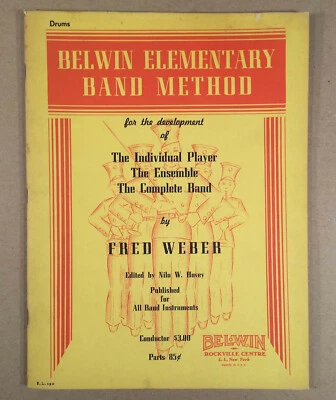 Drums
BELWIN ELEMENTARY
BAND METHOD
for the development
of
The Individual Player
The Ensemble
The Complete Band
by
FRED WEBER
Edited by Nilo W. Hovey
Published
for
All Band Instruments
Conductor $3.00
Parts 85¢
BELWIN
INC.
ROCKVILLE CENTRE
L. I. New York